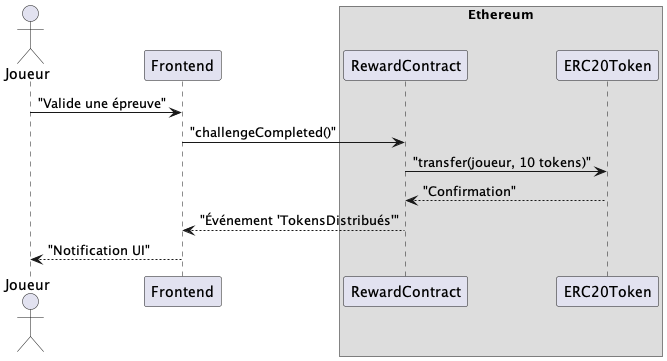 Ethereum
Joueur
Frontend
RewardContract
ERC20Token
"Valide une épreuve"
"challengeCompleted()"
"transfer(joueur, 10 tokens)"
"Confirmation"
"Événement 'TokensDistribués'"
"Notification UI"
Joueur
Frontend
RewardContract
ERC20Token